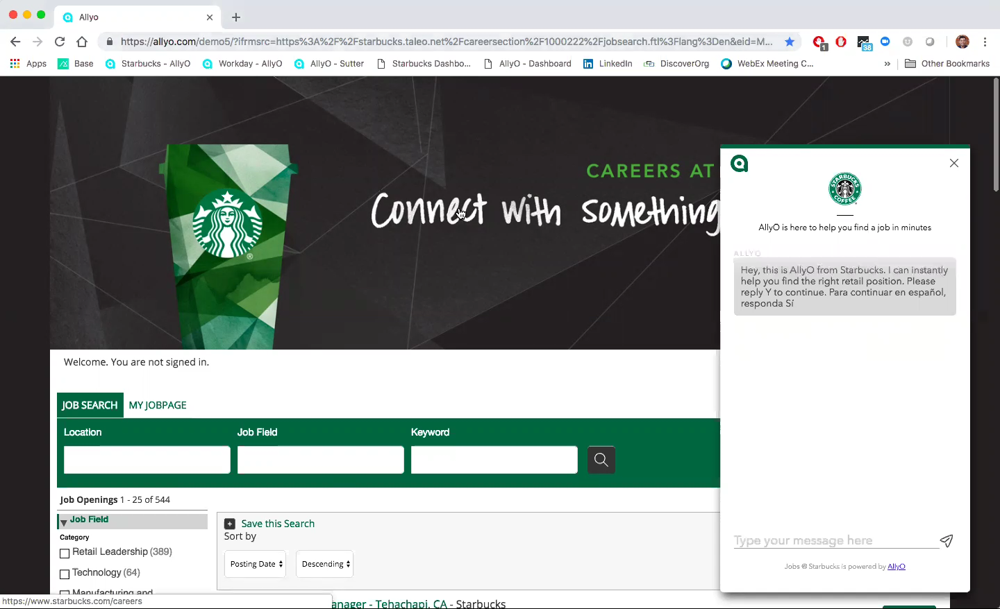 Allyo
https://allyo.com/demo5/?ifrmsrc=https%3A%2F%2Fstarbucks.taleo.net%2Fcareersection%2F1000222%2Fjobsearch.ftl%3Flang%3Den&eid=M...
1
38
Apps
Base
Starbucks - AllyO
Workday - AllyO
AllyO - Sutter
Starbucks Dashbo...
AllyO - Dashboard
LinkedIn
DiscoverOrg
WebEx Meeting C...
»
Other Bookmarks
CAREERS AT
Connect with something
®
Welcome. You are not signed in.
JOB SEARCH
MY JOBPAGE
Location
Job Field
Keyword
Job Openings 1 - 25 of 544
Job Field
Category
Retail Leadership (389)
Technology (64)
Manufacturing and
Save this Search
Sort by
Posting Date
Descending
anager - Tehachapi, CA - Starbucks
https://www.starbucks.com/careers
STARBUCKS
COFFEE
AllyO is here to help you find a job in minutes
ALLYO
Hey, this is AllyO from Starbucks. I can instantly
help you find the right retail position. Please
reply Y to continue. Para continuar en español,
responda Sí
Type your message here
Jobs @ Starbucks is powered by AllyO